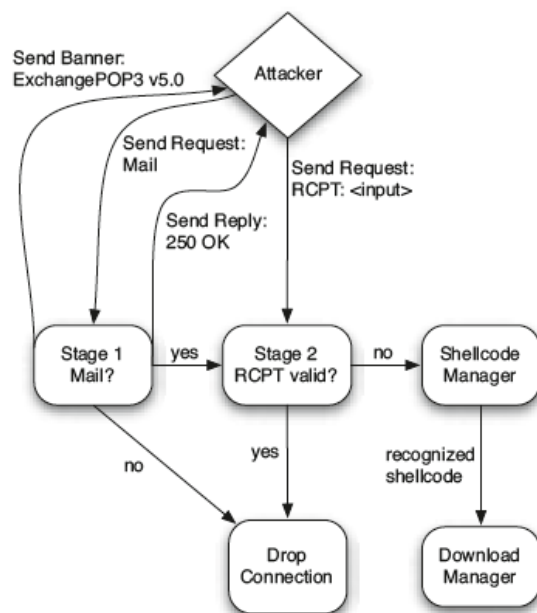 Send Banner:
ExchangePOP3 v5.0
Attacker
Send Request:
Mail
Send Request:
RCPT: <input>
Send Reply:
250 OK
Stage 1
Mail?
yes
Stage 2
RCPT valid?
no
Shellcode
Manager
no
yes
recognized
shellcode
Drop
Connection
Download
Manager